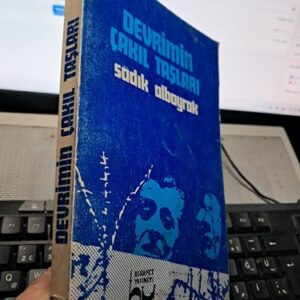 DEVRİMİN
ÇAKIL TAŞLARI
sadık albayrak
DEVRİMİN ÇAKIL TAŞLARI